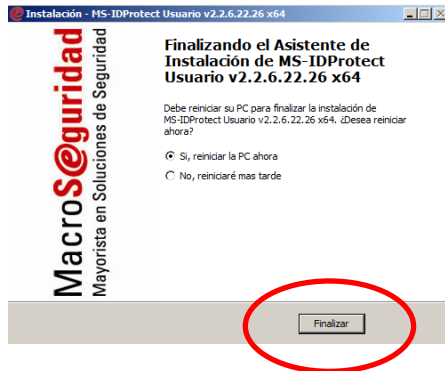 Instalación - MS-IDProtect Usuario v2.2.6.22.26 x64
MacroS@guridad
Mayorista en Soluciones de Seguridad
Finalizando el Asistente de
Instalación de MS-IDProtect
Usuario v2.2.6.22.26 x64
Debe reiniciar su PC para finalizar la instalación de
MS-IDProtect Usuario v2.2.6.22.26 x64. ¿Desea reiniciar
ahora?
Si, reiniciar la PC ahora
No, reiniciaré mas tarde
Finalizar